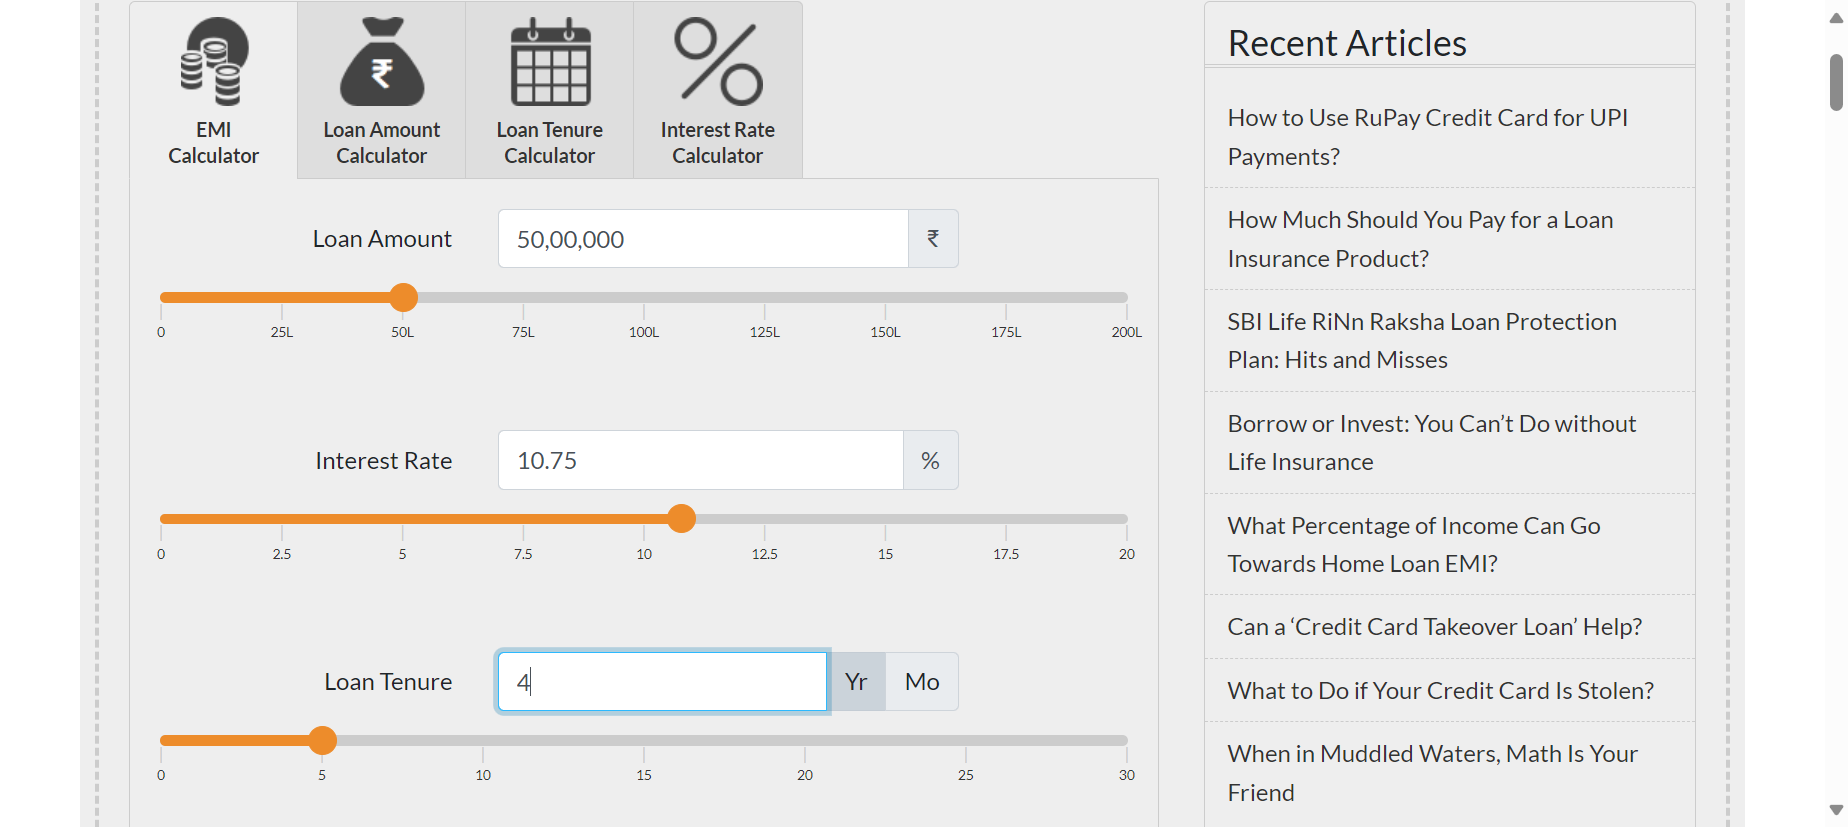 EMI
Calculator
₹
Loan Amount
Calculator
Loan Tenure
Calculator
Interest Rate
Calculator
Loan Amount
50,00,000
₹
0 25L 50L 75L 100L 125L 150L 175L 200L
Interest Rate
10.75
%
0 2.5 5 7.5 10 12.5 15 17.5 20
Loan Tenure
4
Yr
Mo
0 5 10 15 20 25 30
Recent Articles
How to Use RuPay Credit Card for UPI
Payments?
How Much Should You Pay for a Loan
Insurance Product?
SBI Life RiNn Raksha Loan Protection
Plan: Hits and Misses
Borrow or Invest: You Can’t Do without
Life Insurance
What Percentage of Income Can Go
Towards Home Loan EMI?
Can a ‘Credit Card Takeover Loan’ Help?
What to Do if Your Credit Card Is Stolen?
When in Muddled Waters, Math Is Your
Friend